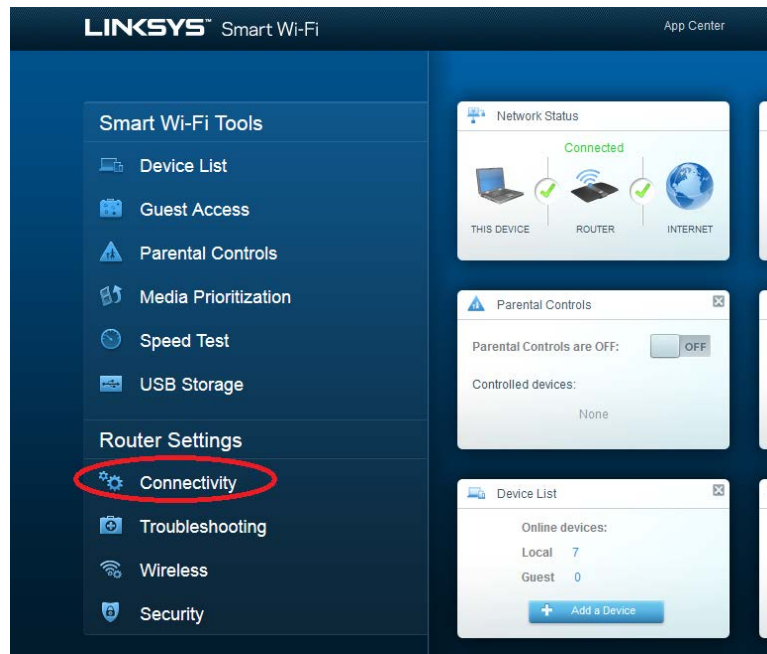 LINKSYS™ Smart Wi-Fi
App Center
Smart Wi-Fi Tools
Device List
Guest Access
Parental Controls
Media Prioritization
Speed Test
USB Storage
Router Settings
Connectivity
Troubleshooting
Wireless
Security
Network Status
Connected
THIS DEVICE
ROUTER
INTERNET
Parental Controls
Parental Controls are OFF:
OFF
Controlled devices:
None
Device List
Online devices:
Local 7
Guest 0
Add a Device